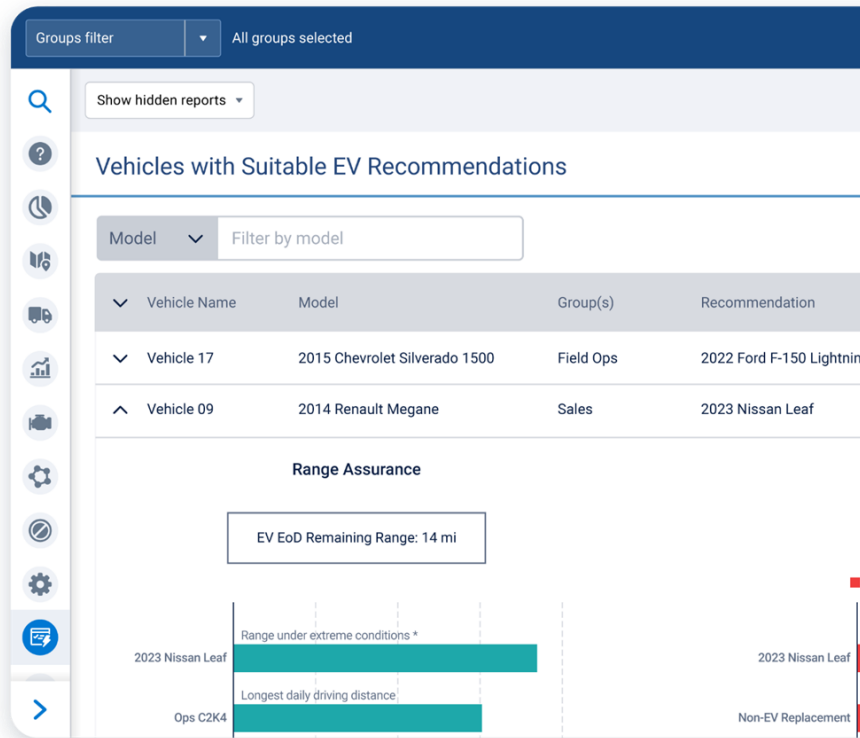 Groups filter
All groups selected
Show hidden reports
Vehicles with Suitable EV Recommendations
Model
Filter by model
Vehicle Name Model Group(s) Recommendation
Vehicle 17 2015 Chevrolet Silverado 1500 Field Ops 2022 Ford F-150 Lightnin
Vehicle 09 2014 Renault Megane Sales 2023 Nissan Leaf
Range Assurance
EV EoD Remaining Range: 14 mi
Range under extreme conditions *
2023 Nissan Leaf
2023 Nissan Leaf
Longest daily driving distance
Ops C2K4
Non-EV Replacement